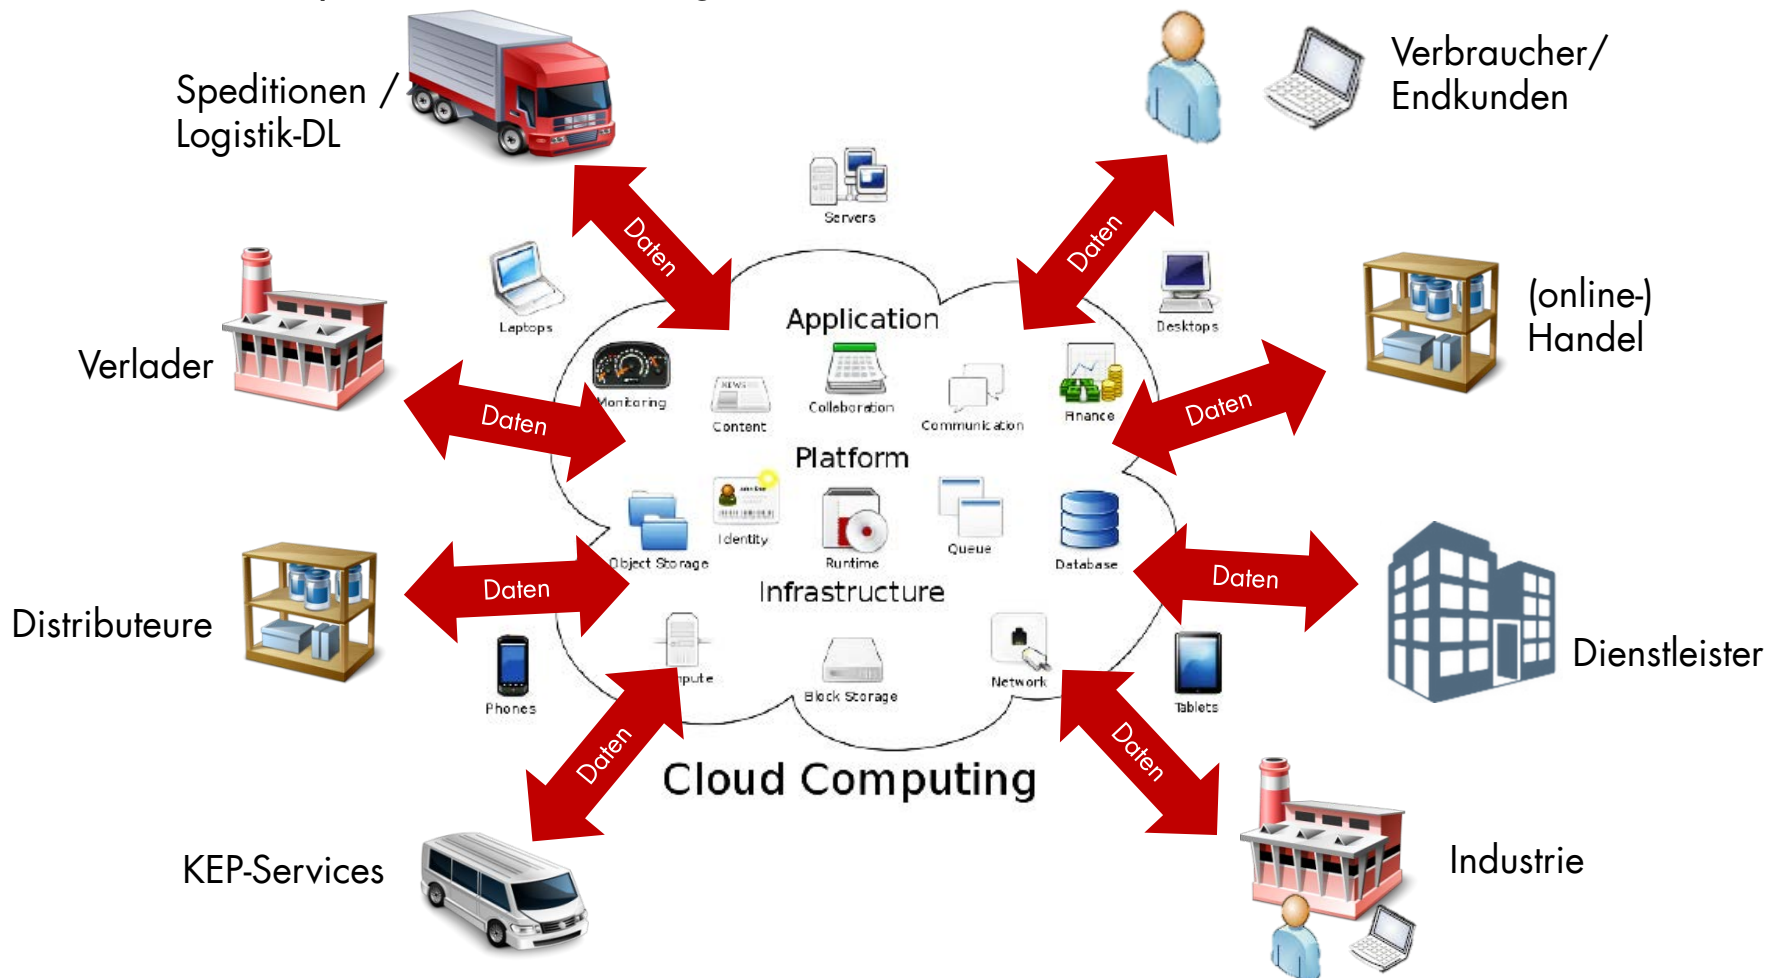 Speditionen /
Logistik-DL
Verbraucher/
Endkunden
Servers
Daten
Daten
Laptops
Desktops
(online-)
Handel
Verlader
Application
Monitoring
Content
Collaboration
Communication
Finance
Daten
Daten
Platform
Object Storage
Identity
Runtime
Queue
Database
Daten
Daten
Distributeure
Infrastructure
Dienstleister
Phones
Block Storage
Network
Tablets
Daten
Daten
Cloud Computing
KEP-Services
Industrie